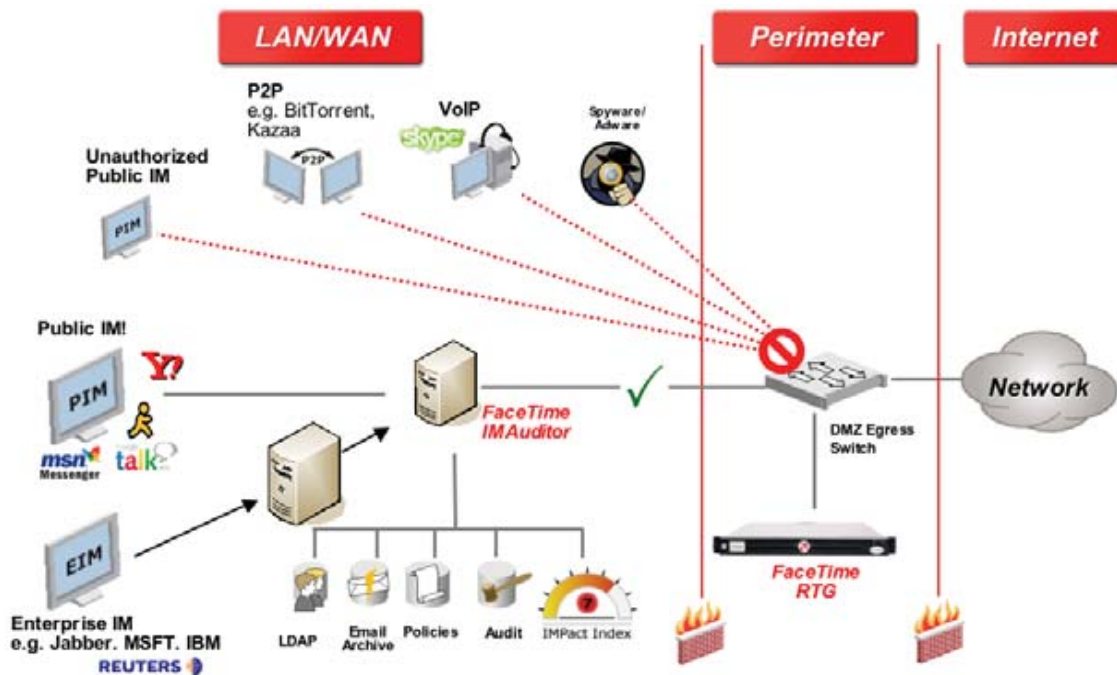 LAN/WAN
Perimeter
Internet
P2P
e.g. BitTorrent,
Kazaa
P2P
VoIP
skype
Spyware/
Adware
Unauthorized
Public IM
PIM
Public IM!
PIM
Y!
msn
Messenger
talk
FaceTime
IMAuditor
DMZ Egress
Switch
Network
EIM
Enterprise IM
e.g. Jabber. MSFT. IBM
REUTERS
LDAP
Email
Archive
Policies
Audit
7
IMPact Index
FaceTime
RTG